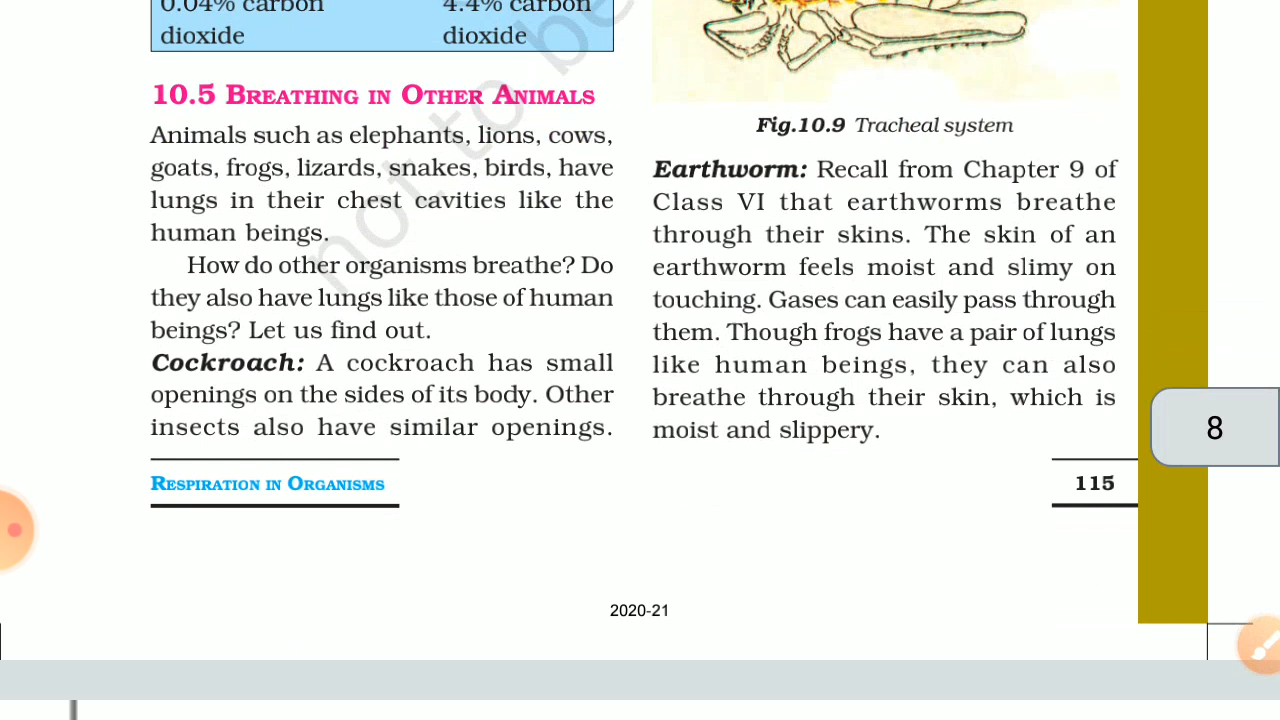 0.04% carbon 4.4% carbon
dioxide dioxide
10.5 BREATHING IN OTHER ANIMALS
Animals such as elephants, lions, cows,
goats, frogs, lizards, snakes, birds, have
lungs in their chest cavities like the
human beings.
How do other organisms breathe? Do
they also have lungs like those of human
beings? Let us find out.
Cockroach: A cockroach has small
openings on the sides of its body. Other
insects also have similar openings.
Fig.10.9 Tracheal system
Earthworm: Recall from Chapter 9 of
Class VI that earthworms breathe
through their skins. The skin of an
earthworm feels moist and slimy on
touching. Gases can easily pass through
them. Though frogs have a pair of lungs
like human beings, they can also
breathe through their skin, which is
moist and slippery.
RESPIRATION IN ORGANISMS
115
2020-21
8
not to be